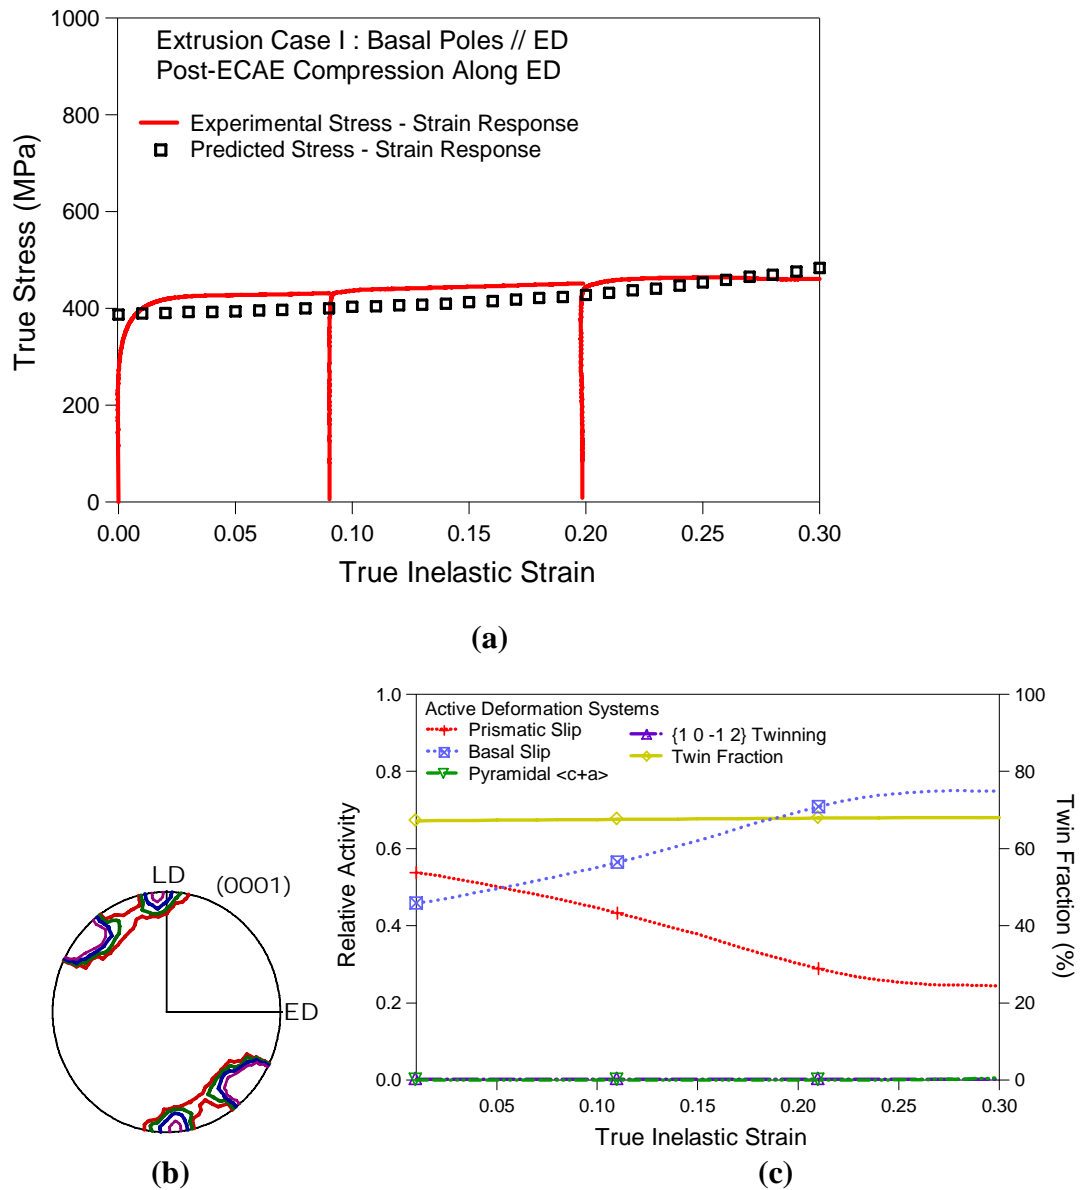 1000
800
600
400
200
0
True Stress (MPa)
Extrusion Case I : Basal Poles // ED
Post-ECAE Compression Along ED
Experimental Stress - Strain Response
Predicted Stress - Strain Response
0.00 0.05 0.10 0.15 0.20 0.25 0.30
True Inelastic Strain
(a)
LD
(0001)
ED
(b)
1.0
0.8
0.6
0.4
0.2
0.0
Relative Activity
Active Deformation Systems
Prismatic Slip
Basal Slip
Pyramidal <c+a>
{1 0 -1 2} Twinning
Twin Fraction
100
80
60
40
20
0
Twin Fraction (%)
0.05 0.10 0.15 0.20 0.25 0.30
True Inelastic Strain
(c)